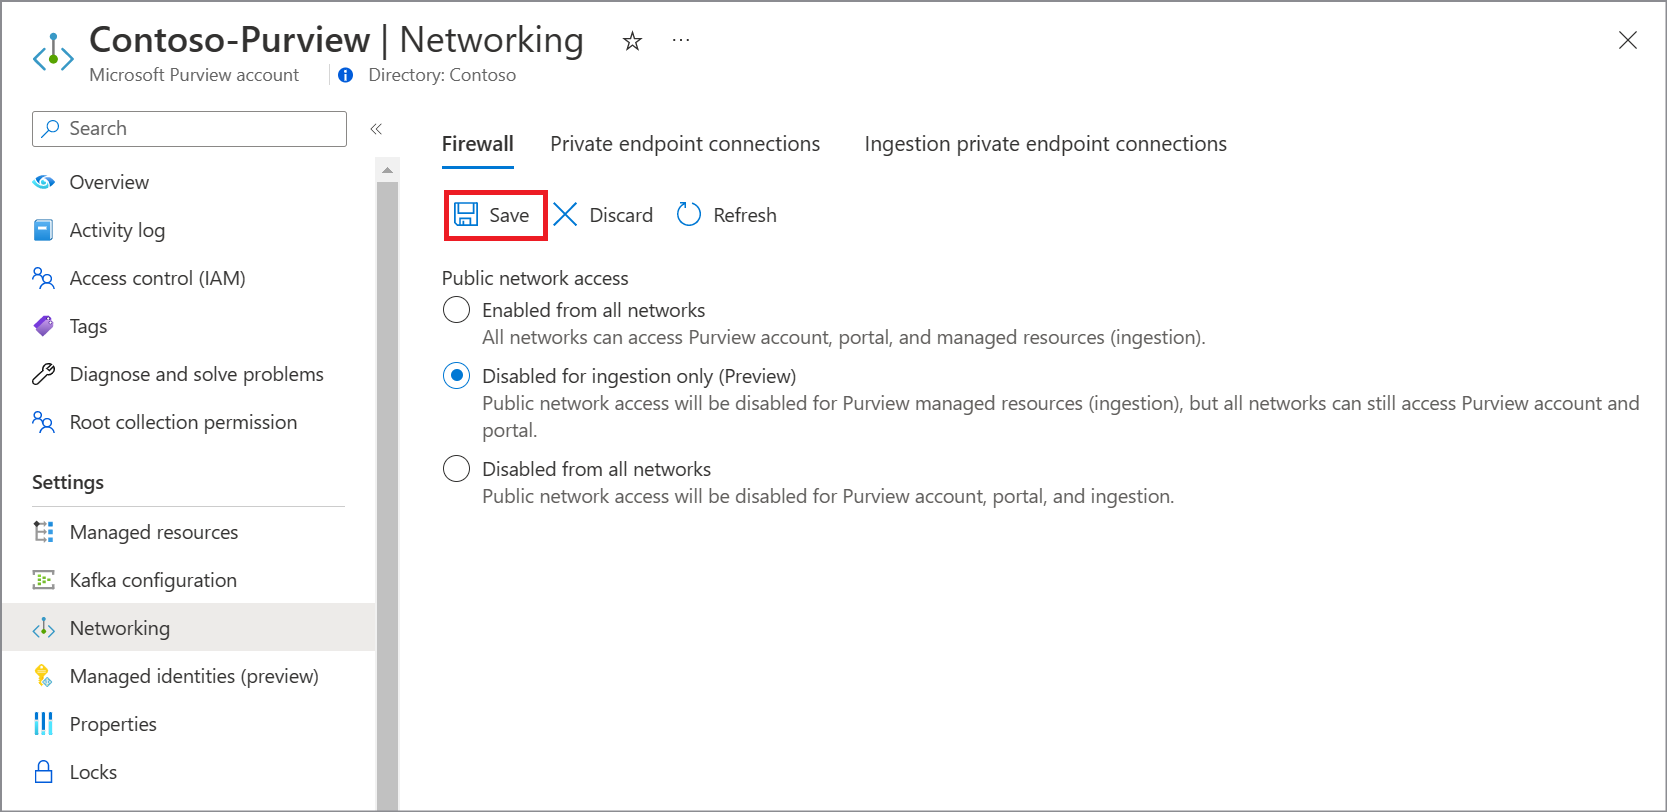 Contoso-Purview | Networking
Microsoft Purview account
Directory: Contoso
Search
Overview
Activity log
Access control (IAM)
Tags
Diagnose and solve problems
Root collection permission
Settings
Managed resources
Kafka configuration
Networking
Managed identities (preview)
Properties
Locks
Firewall
Private endpoint connections
Ingestion private endpoint connections
Save
Discard
Refresh
Public network access
Enabled from all networks
All networks can access Purview account, portal, and managed resources (ingestion).
Disabled for ingestion only (Preview)
Public network access will be disabled for Purview managed resources (ingestion), but all networks can still access Purview account and
portal.
Disabled from all networks
Public network access will be disabled for Purview account, portal, and ingestion.